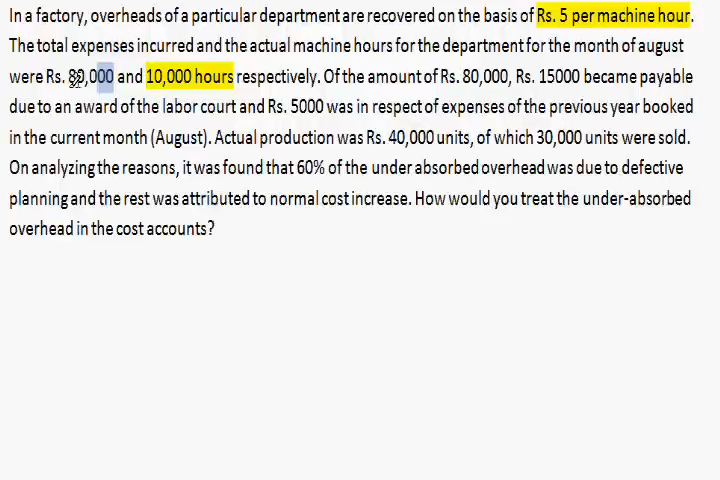 In a factory, overheads of a particular department are recovered on the basis of Rs. 5 per machine hour.
The total expenses incurred and the actual machine hours for the department for the month of august
were Rs. 80,000 and 10,000 hours respectively. Of the amount of Rs. 80,000, Rs. 15000 became payable
due to an award of the labor court and Rs. 5000 was in respect of expenses of the previous year booked
in the current month (August). Actual production was Rs. 40,000 units, of which 30,000 units were sold.
On analyzing the reasons, it was found that 60% of the under absorbed overhead was due to defective
planning and the rest was attributed to normal cost increase. How would you treat the under-absorbed
overhead in the cost accounts?